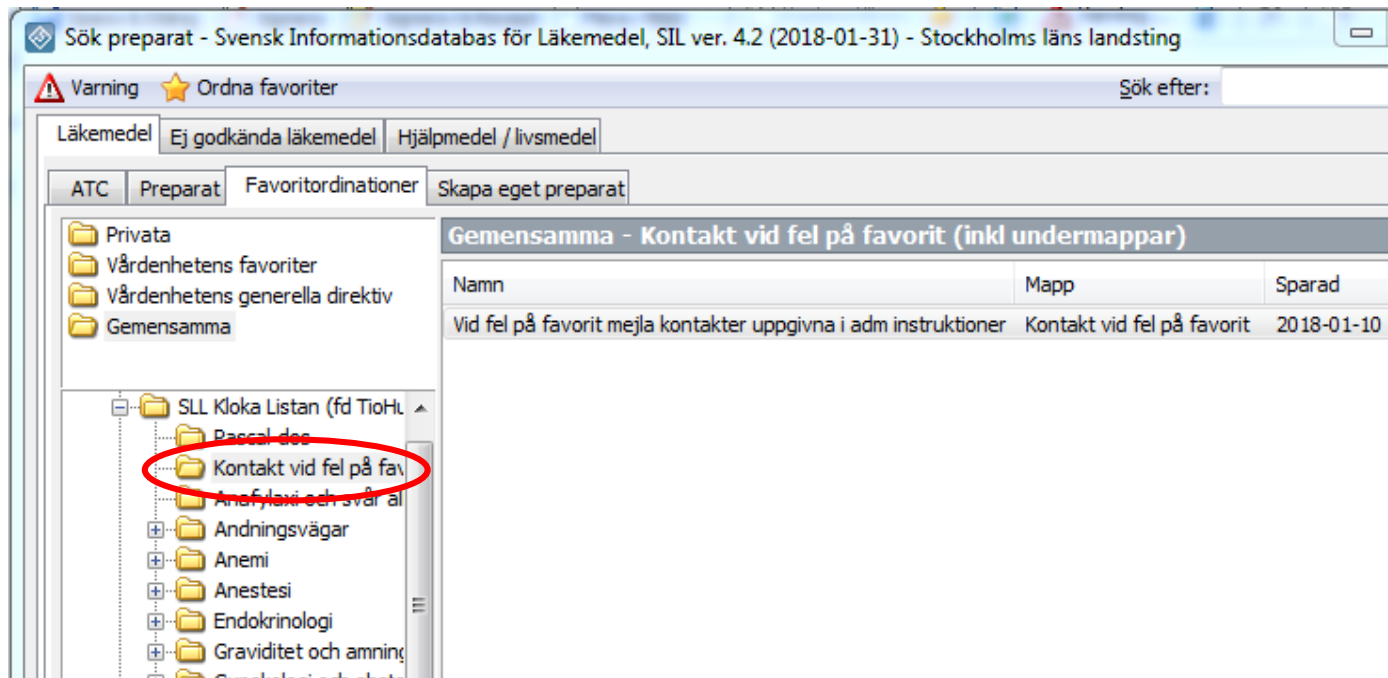 Sök preparat - Svensk Informationsdatabas för Läkemedel, SIL ver. 4.2 (2018-01-31) - Stockholms läns landsting
Varning Ordna favoriter Sök efter:
Läkemedel Ej godkända läkemedel Hjälpmedel / livsmedel
ATC Preparat Favoritordinationer Skapa eget preparat
Privata
Vårdenhetens favoriter
Vårdenhetens generella direktiv
Gemensamma
Gemensamma - Kontakt vid fel på favorit (inkl undermappar)
Namn Mapp Sparad
Vid fel på favorit mejla kontakter uppgivna i adm instruktioner Kontakt vid fel på favorit 2018-01-10
SLL Kloka Listan (fd TioHu
Pascal dos
Kontakt vid fel på fav
Anafylaxi och svår al
Andningsvägar
Anemi
Anestesi
Endokrinologi
Graviditet och amning